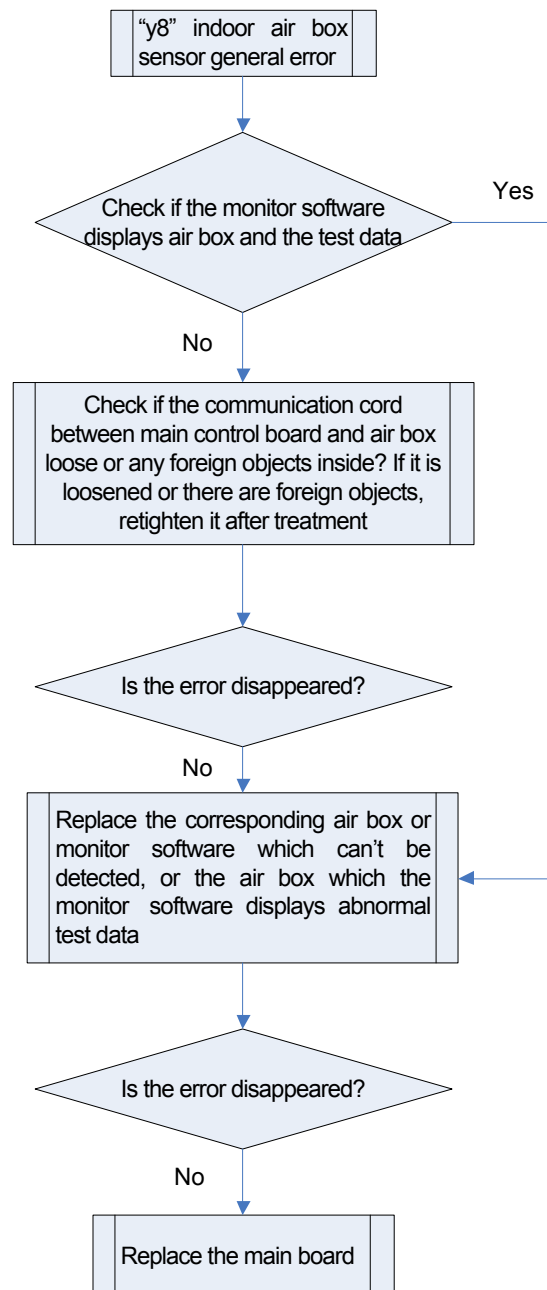 “y8” indoor air box
sensor general error
Check if the monitor software
displays air box and the test data
Yes
No
Check if the communication cord
between main control board and air box
loose or any foreign objects inside? If it is
loosened or there are foreign objects,
retighten it after treatment
Is the error disappeared?
No
Replace the corresponding air box or
monitor software which can’t be
detected, or the air box which the
monitor software displays abnormal
test data
Is the error disappeared?
No
Replace the main board